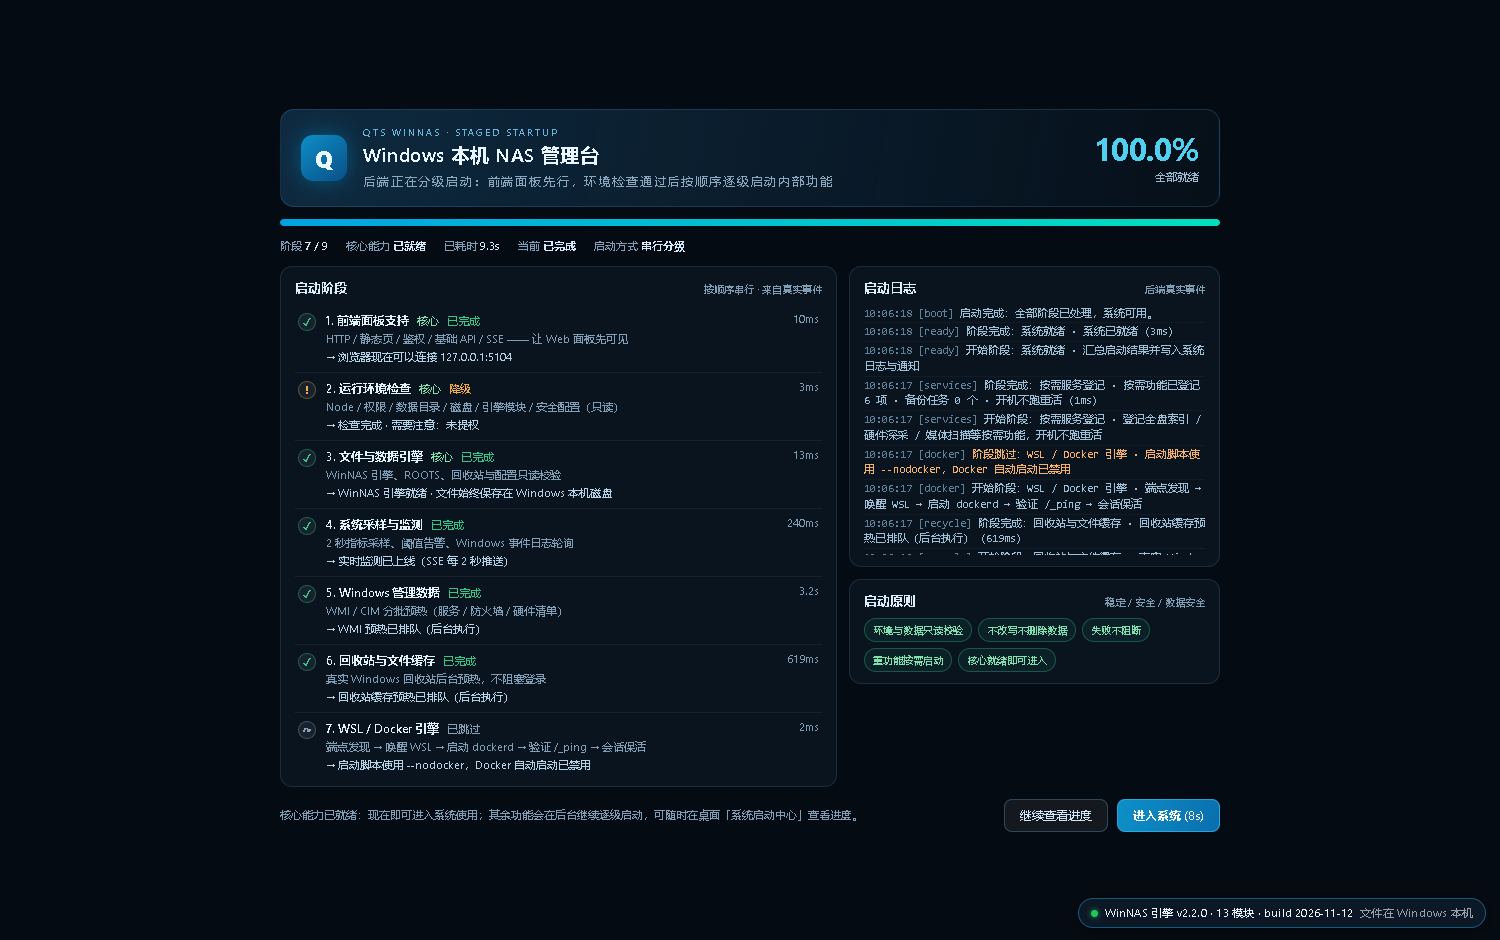 QTS WINNAS · STAGED STARTUP
Q
Windows 本机 NAS 管理台
后端正在分级启动：前端面板先行，环境检查通过后按顺序逐级启动内部功能
100.0%
全部就绪
阶段 7 / 9 核心能力 已就绪 已耗时 9.3s 当前 已完成 启动方式 串行分级
启动阶段
按顺序串行 · 来自真实事件
1. 前端面板支持 核心 已完成 10ms
HTTP / 静态页 / 鉴权 / 基础 API / SSE —— 让 Web 面板先可见
→ 浏览器现在可以连接 127.0.0.1:5104
! 2. 运行环境检查 核心 降级 3ms
Node / 权限 / 数据目录 / 磁盘 / 引擎模块 / 安全配置（只读）
→ 检查完成 · 需要注意：未提权
3. 文件与数据引擎 核心 已完成 13ms
WinNAS 引擎、ROOTS、回收站与配置只读校验
→ WinNAS 引擎就绪 · 文件始终保存在 Windows 本机磁盘
4. 系统采样与监测 已完成 240ms
2 秒指标采样、阈值告警、Windows 事件日志轮询
→ 实时监测已上线（SSE 每 2 秒推送）
5. Windows 管理数据 已完成 3.2s
WMI / CIM 分批预热（服务 / 防火墙 / 硬件清单）
→ WMI 预热已排队（后台执行）
6. 回收站与文件缓存 已完成 619ms
真实 Windows 回收站后台预热，不阻塞登录
→ 回收站缓存预热已排队（后台执行）
7. WSL / Docker 引擎 已跳过 2ms
端点发现 → 唤醒 WSL → 启动 dockerd → 验证 /_ping → 会话保活
→ 启动脚本使用 --nodocker，Docker 自动启动已禁用
启动日志
后端真实事件
10:06:18 [boot] 启动完成：全部阶段已处理，系统可用。
10:06:18 [ready] 阶段完成：系统就绪 · 系统已就绪（3ms）
10:06:18 [ready] 开始阶段：系统就绪 · 汇总启动结果并写入系统
日志与通知
10:06:17 [services] 阶段完成：按需服务登记 · 按需功能已登记
6 项 · 备份任务 0 个 · 开机不跑重活（1ms）
10:06:17 [services] 开始阶段：按需服务登记 · 登记全盘索引 /
硬件深采 / 媒体扫描等按需功能，开机不跑重活
10:06:17 [docker] 阶段跳过：WSL / Docker 引擎 · 启动脚本使
用 --nodocker，Docker 自动启动已禁用
10:06:17 [docker] 开始阶段：WSL / Docker 引擎 · 端点发现 →
唤醒 WSL → 启动 dockerd → 验证 /_ping → 会话保活
10:06:17 [recycle] 阶段完成：回收站与文件缓存 · 回收站缓存预
热已排队（后台执行）（619ms）
启动原则
稳定 / 安全 / 数据安全
环境与数据只读校验 不改写不删除数据 失败不阻断
重功能按需启动 核心就绪即可进入
核心能力已就绪：现在即可进入系统使用；其余功能会在后台继续逐级启动，可随时在桌面「系统启动中心」查看进度。
继续查看进度 进入系统 (8s)
WinNAS 引擎 v2.2.0 · 13 模块 · build 2026-11-12 文件在 Windows 本机